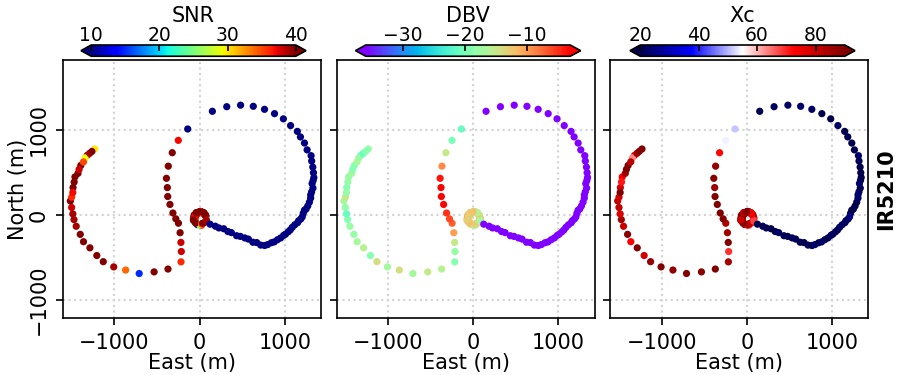 SNR DBV Xc
10 20 30 40 −30 −20 −10 20 40 60 80
North (m)
1000
0
−1000
IR5210
−1000 0 1000 −1000 0 1000 −1000 0 1000
East (m) East (m) East (m)